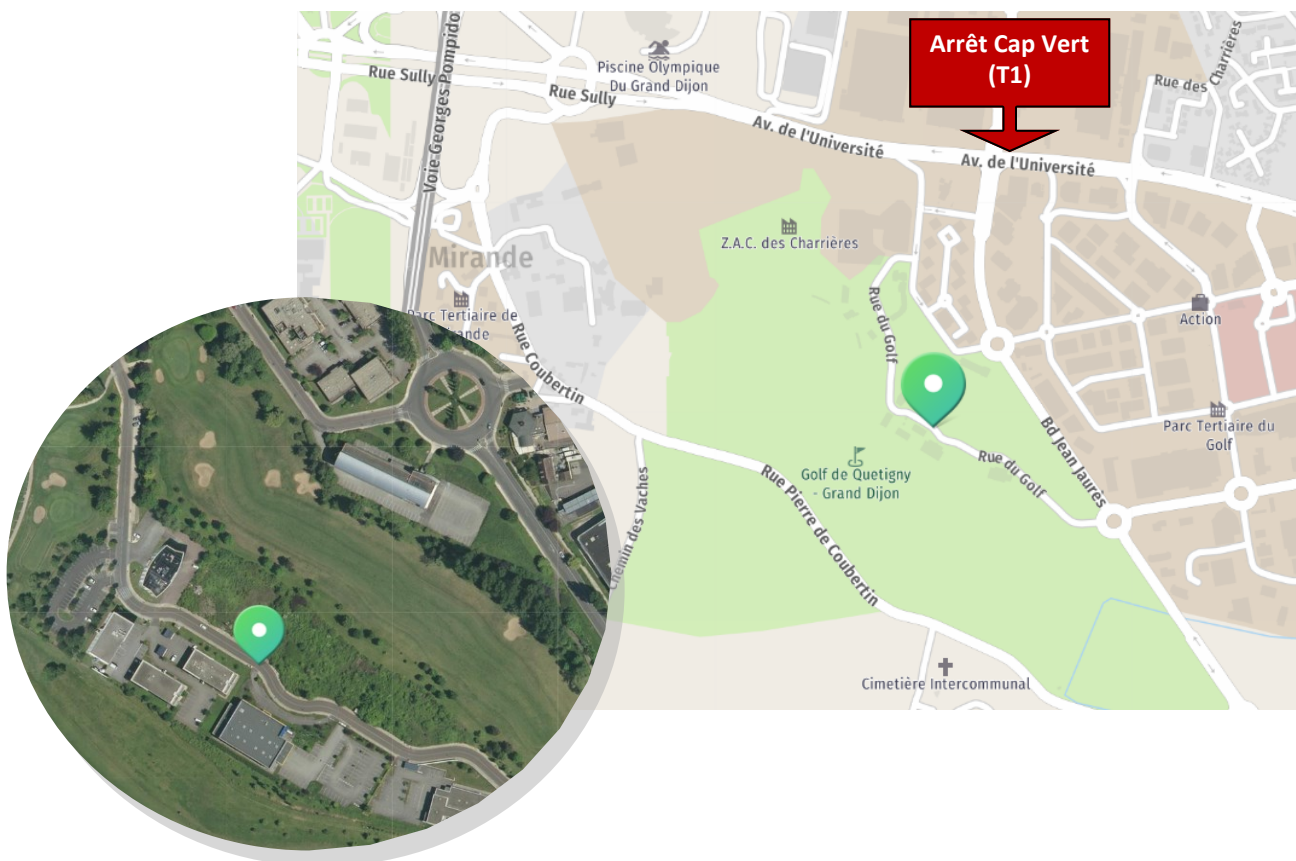 Arrêt Cap Vert
(T1)
Voie Georges Pompidou
Piscine Olympique
Du Grand Dijon
Rue Sully
Rue Sully
Rue des Charrières
Av. de l'Université
Av. de l'Université
Z.A.C. des Charrières
Mirande
Parc Tertiaire de
Rue du Golf
Action
Rue Coubertin
Parc Tertiaire du
Golf
Bd Jean Jaurès
Rue du Golf
Golf de Quetigny
- Grand Dijon
Chemin des Vaches
Rue Pierre de Coubertin
Cimetière Intercommunal